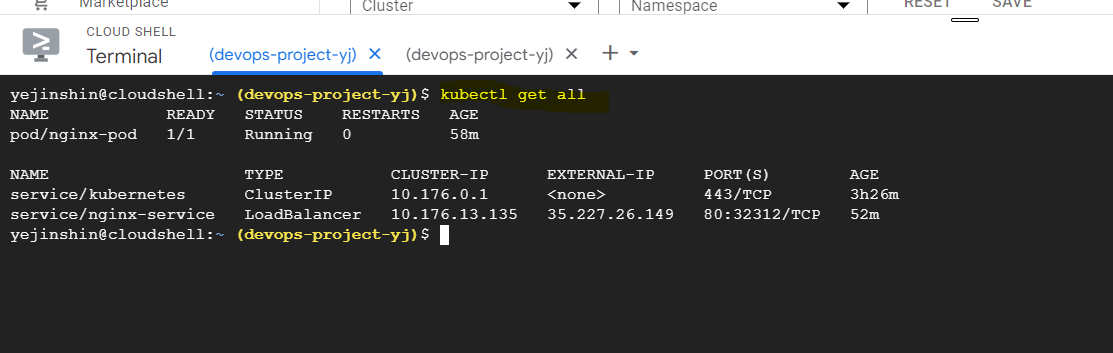 Marketplace
Cluster
Namespace
RESET
SAVE
CLOUD SHELL
Terminal
(devops-project-yj)
(devops-project-yj)
yejinshin@cloudshell:~ (devops-project-yj)$ kubectl get all
NAME READY STATUS RESTARTS AGE
pod/nginx-pod 1/1 Running 0 58m
NAME TYPE CLUSTER-IP EXTERNAL-IP PORT(S) AGE
service/kubernetes ClusterIP 10.176.0.1 <none> 443/TCP 3h26m
service/nginx-service LoadBalancer 10.176.13.135 35.227.26.149 80:32312/TCP 52m
yejinshin@cloudshell:~ (devops-project-yj)$